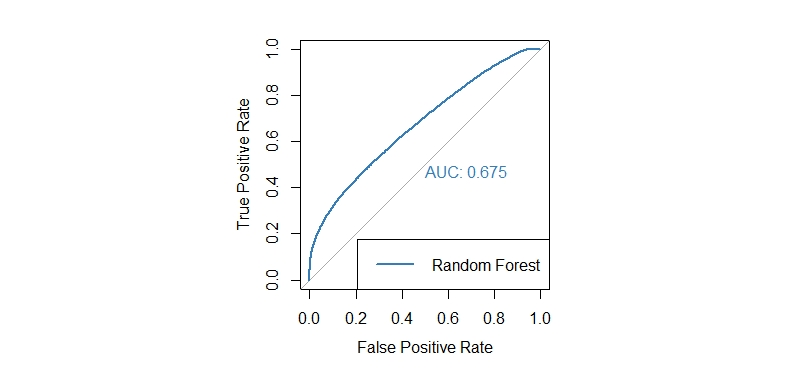 1.0
0.8
0.6
0.4
0.2
0.0
True Positive Rate
AUC: 0.675
Random Forest
0.0 0.2 0.4 0.6 0.8 1.0
False Positive Rate